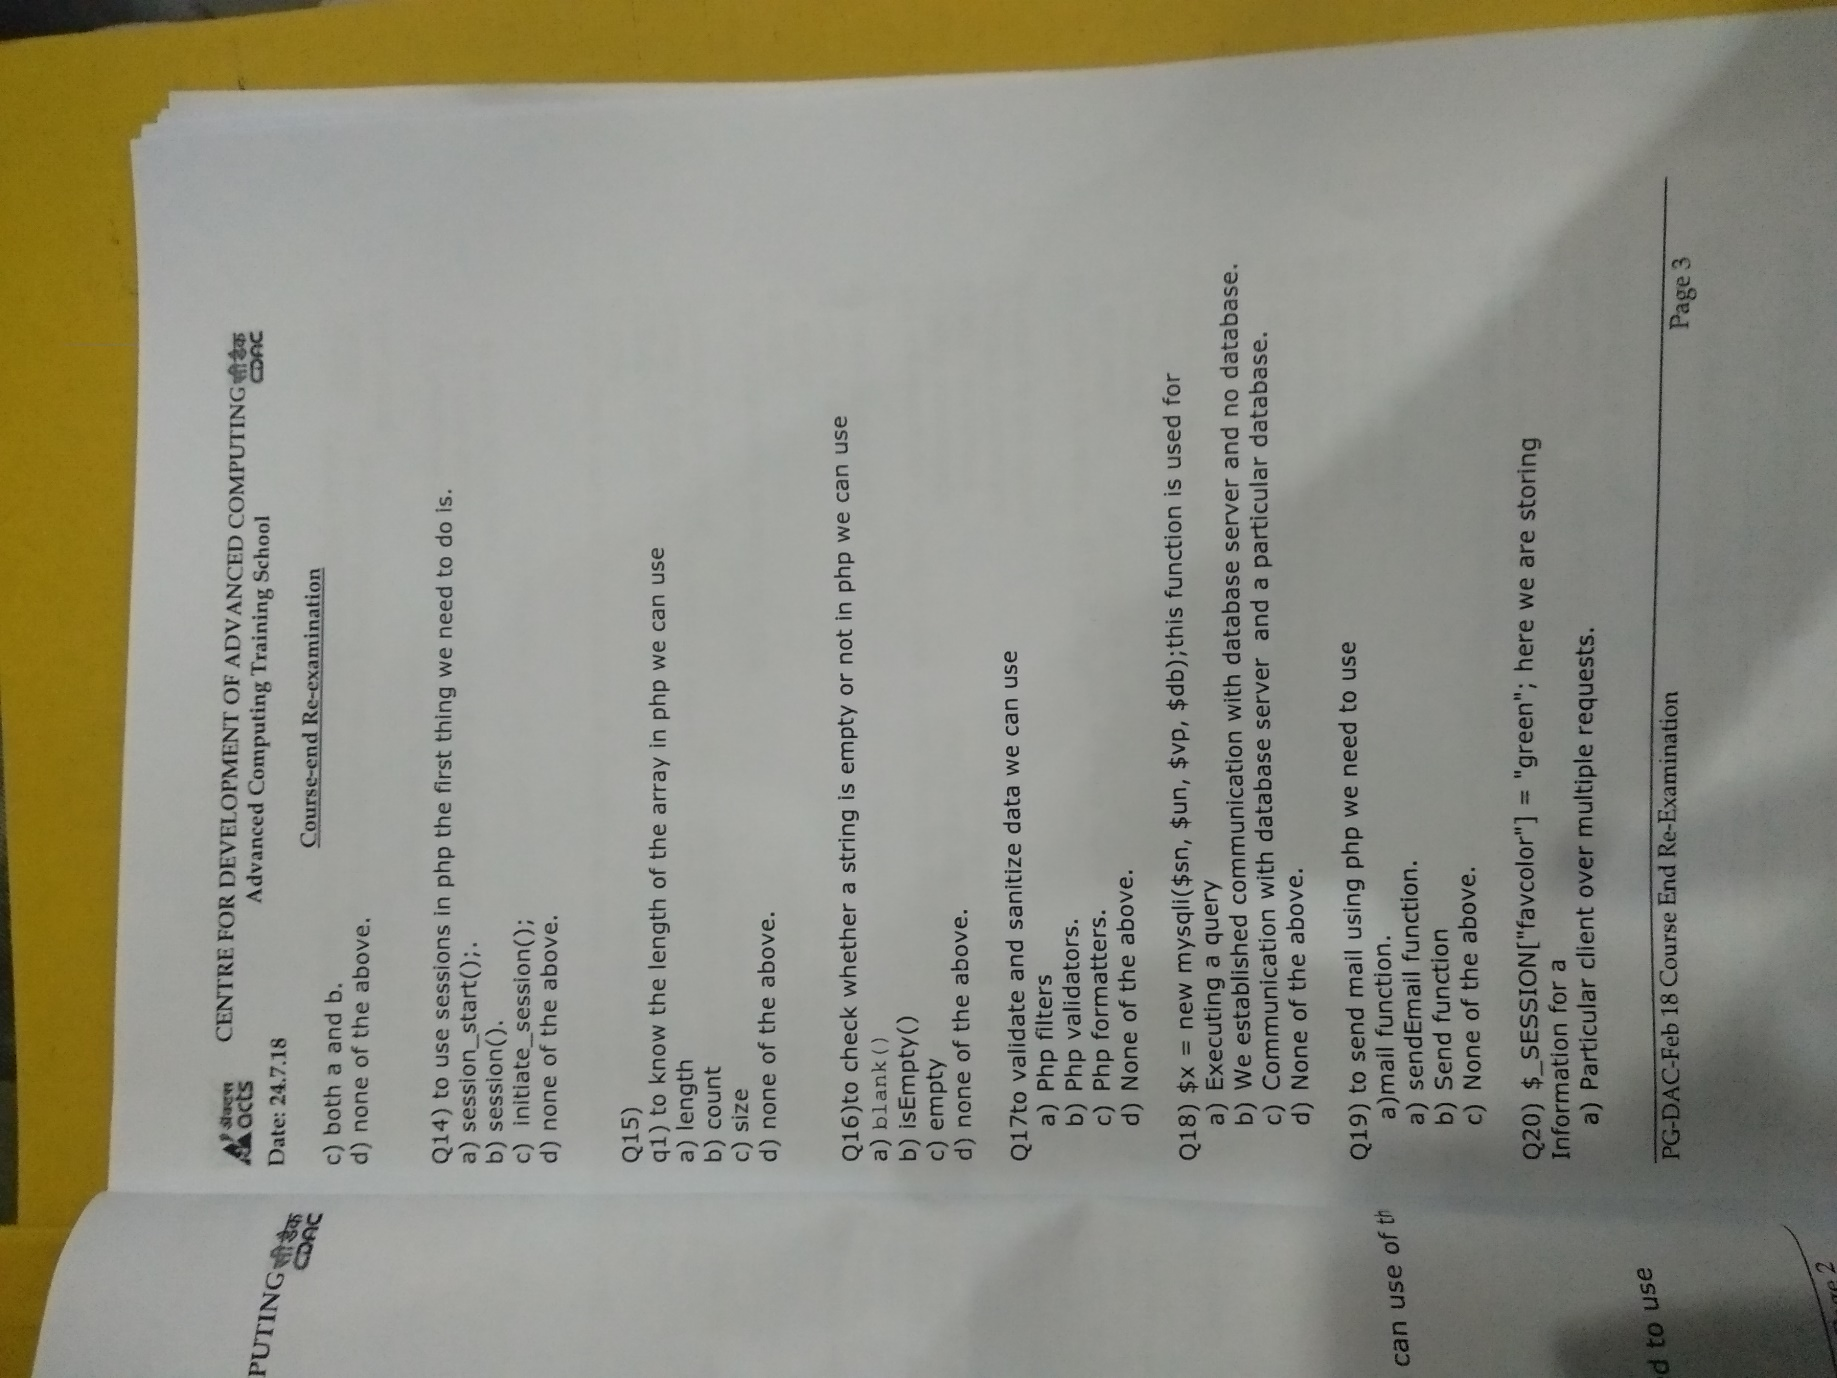 PUTING सी डैक
CDAC
can use of th
d to use
एक्ट्स
acts
CENTRE FOR DEVELOPMENT OF ADVANCED COMPUTING सी डैक
CDAC
Advanced Computing Training School
Date: 24.7.18
Course-end Re-examination
c) both a and b.
d) none of the above.
Q14) to use sessions in php the first thing we need to do is.
a) session_start();.
b) session().
c) initiate_session();
d) none of the above.
Q15)
q1) to know the length of the array in php we can use
a) length
b) count
c) size
d) none of the above.
Q16)to check whether a string is empty or not in php we can use
a) blank()
b) isEmpty()
c) empty
d) none of the above.
Q17to validate and sanitize data we can use
a) Php filters
b) Php validators.
c) Php formatters.
d) None of the above.
Q18) $x = new mysqli($sn, $un, $vp, $db);this function is used for
a) Executing a query
b) We established communication with database server and no database.
c) Communication with database server and a particular database.
d) None of the above.
Q19) to send mail using php we need to use
a)mail function.
a) sendEmail function.
b) Send function
c) None of the above.
Q20) $_SESSION["favcolor"] = "green"; here we are storing
Information for a
a) Particular client over multiple requests.
PG-DAC-Feb 18 Course End Re-Examination Page 3